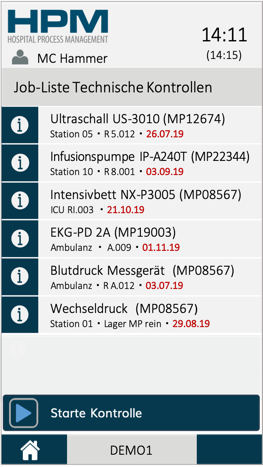 HPM
HOSPITAL PROCESS MANAGEMENT
14:11
MC Hammer
(14:15)
Job-Liste Technische Kontrollen
Ultraschall US-3010 (MP12674)
Station 05 • R 5.012 • 26.07.19
Infusionspumpe IP-A240T (MP22344)
Station 10 • R 8.001 • 03.09.19
Intensivbett NX-P3005 (MP08567)
ICU RI.003 • 21.10.19
EKG-PD 2A (MP19003)
Ambulanz • A.009 • 01.11.19
Blutdruck Messgerät (MP08567)
Ambulanz • R A.012 • 03.07.19
Wechseldruck (MP08567)
Station 01 • Lager MP rein • 29.08.19
Starte Kontrolle
DEMO1